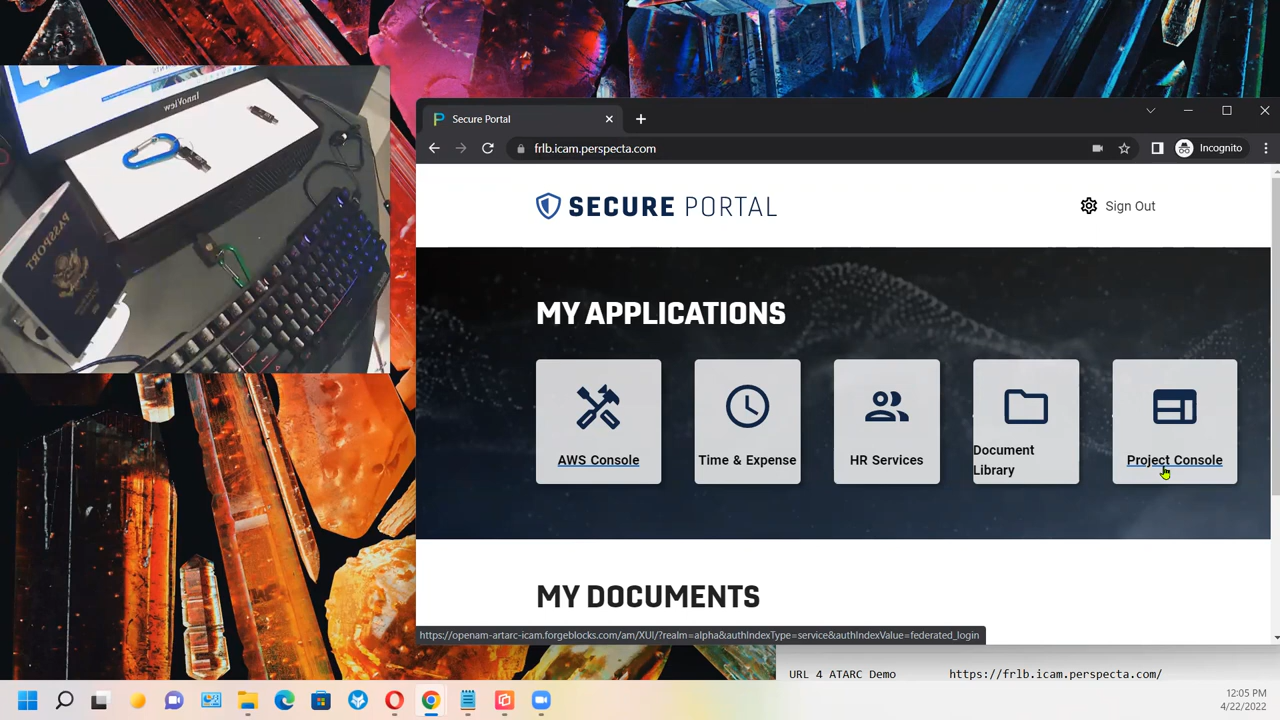 InnoView
PASSPORT
Secure Portal
frlb.icam.perspecta.com
Incognito
SECURE PORTAL
Sign Out
MY APPLICATIONS
AWS Console
Time & Expense
HR Services
Document
Library
Project Console
MY DOCUMENTS
https://openam-artarc-icam.forgeblocks.com/am/XUI/?realm=alpha&authIndexType=service&authIndexValue=federated_login
URL 4 ATARC Demo https://frlb.icam.perspecta.com/
12:05 PM
4/22/2022